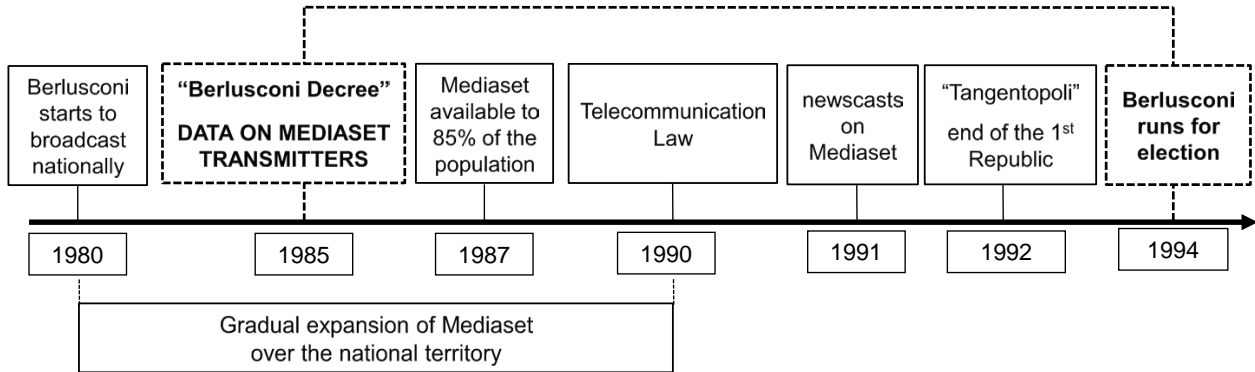 Berlusconi
starts to
broadcast
nationally
“Berlusconi Decree”
DATA ON MEDIASET
TRANSMITTERS
Mediaset
available to
85% of the
population
Telecommunication
Law
newscasts
on
Mediaset
“Tangentopoli”
end of the 1st
Republic
Berlusconi
runs for
election
1980
1985
1987
1990
1991
1992
1994
Gradual expansion of Mediaset
over the national territory